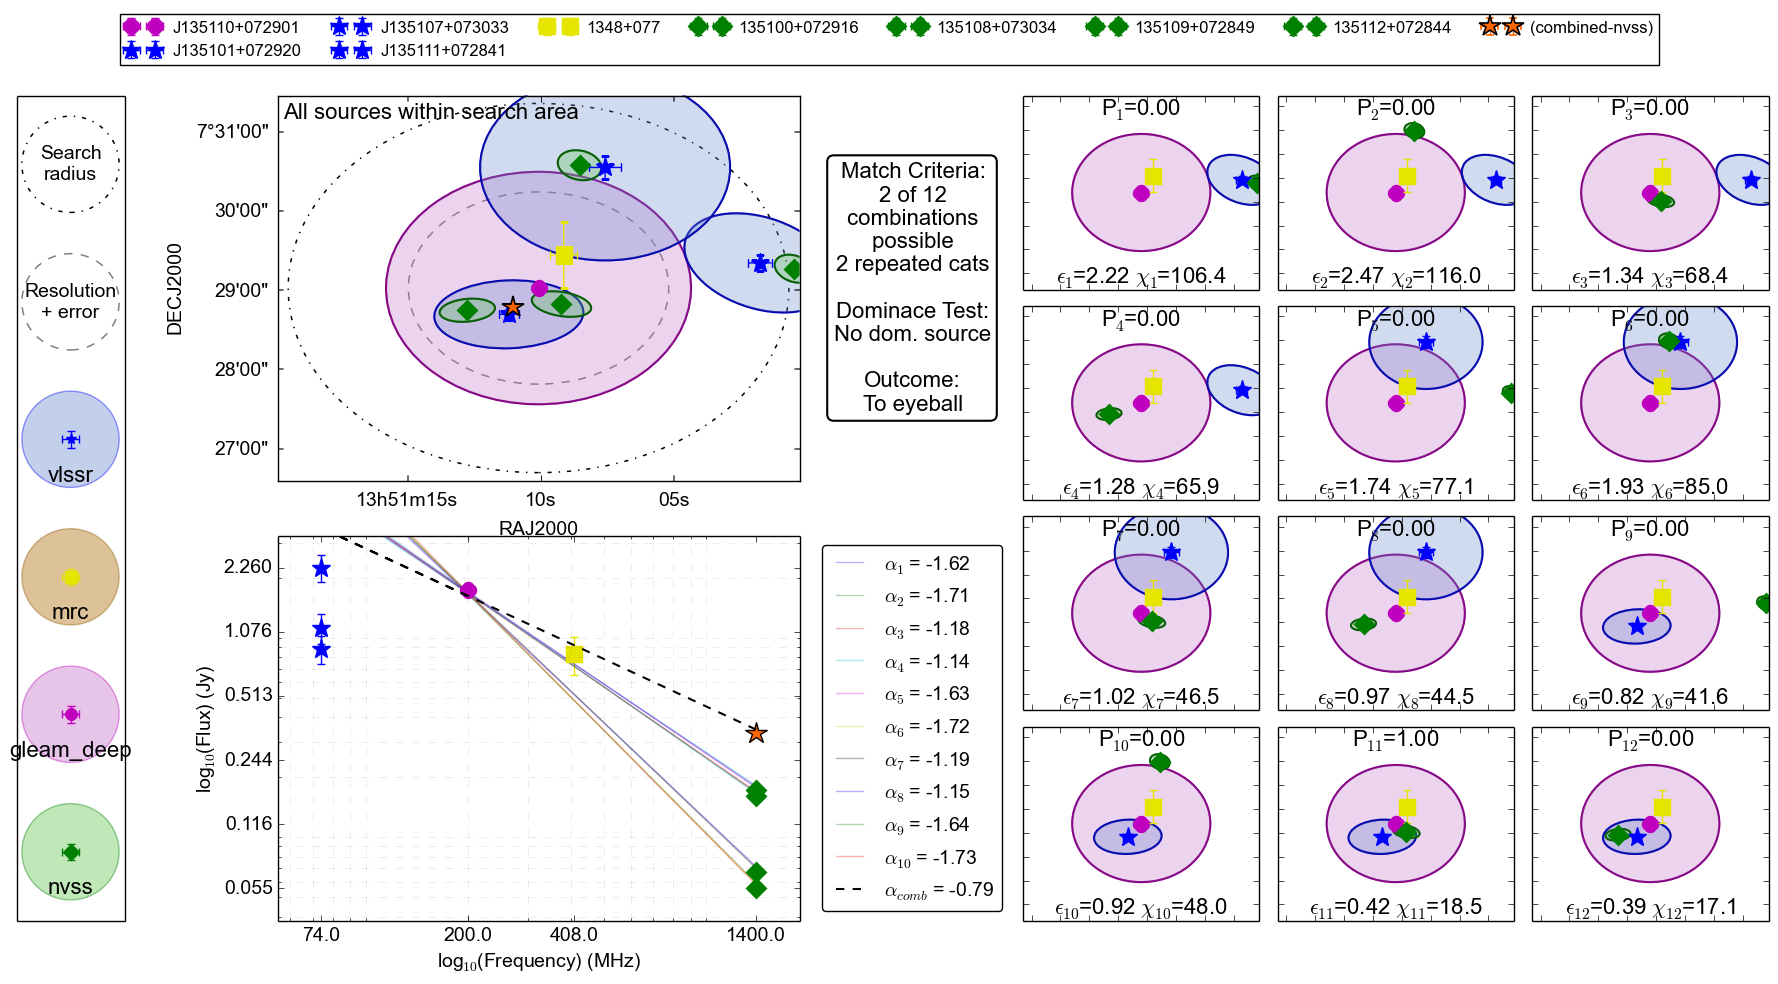 J135110+072901
J135107+073033
1348+077
135100+072916
135108+073034
135109+072849
135112+072844
(combined-nvss)
J135101+072920
J135111+072841
Search
radius
Resolution
+ error
vlssr
mrc
gleam_deep
nvss
All sources within search area
DECJ2000
7°31'00"
30'00"
29'00"
28'00"
27'00"
13h51m15s
10s
05s
RAJ2000
Match Criteria:
2 of 12
combinations
possible
2 repeated cats
Dominace Test:
No dom. source
Outcome:
To eyeball
log10(Flux) (Jy)
2.260
1.076
0.513
0.244
0.116
0.055
74.0
200.0
408.0
1400.0
log10(Frequency) (MHz)
α1 = -1.62
α2 = -1.71
α3 = -1.18
α4 = -1.14
α5 = -1.63
α6 = -1.72
α7 = -1.19
α8 = -1.15
α9 = -1.64
α10 = -1.73
αcomb = -0.79
P1=0.00
ϵ1=2.22 χ1=106.4
P2=0.00
ϵ2=2.47 χ2=116.0
P3=0.00
ϵ3=1.34 χ3=68.4
P4=0.00
ϵ4=1.28 χ4=65.9
P5=0.00
ϵ5=1.74 χ5=77.1
P6=0.00
ϵ6=1.93 χ6=85.0
P7=0.00
ϵ7=1.02 χ7=46.5
P8=0.00
ϵ8=0.97 χ8=44.5
P9=0.00
ϵ9=0.82 χ9=41.6
P10=0.00
ϵ10=0.92 χ10=48.0
P11=1.00
ϵ11=0.42 χ11=18.5
P12=0.00
ϵ12=0.39 χ12=17.1